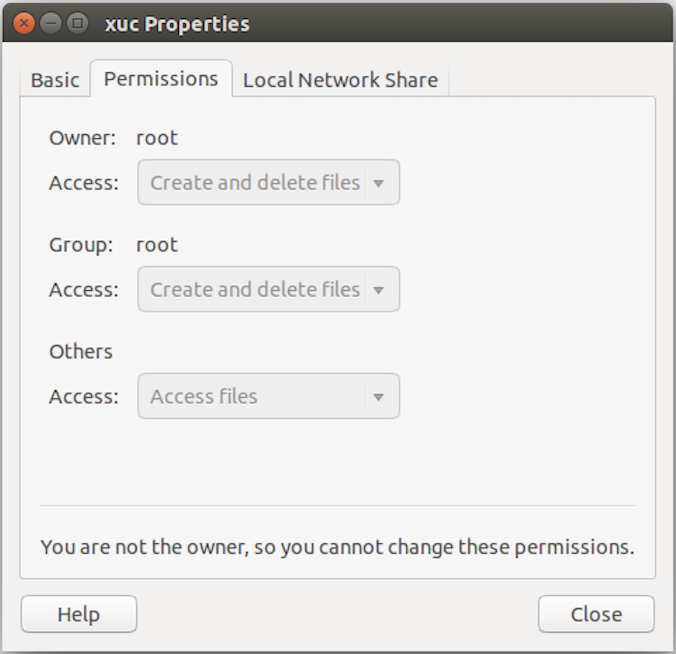 xuc Properties
Basic Permissions Local Network Share
Owner: root
Access: Create and delete files
Group: root
Access: Create and delete files
Others
Access: Access files
You are not the owner, so you cannot change these permissions.
Help Close